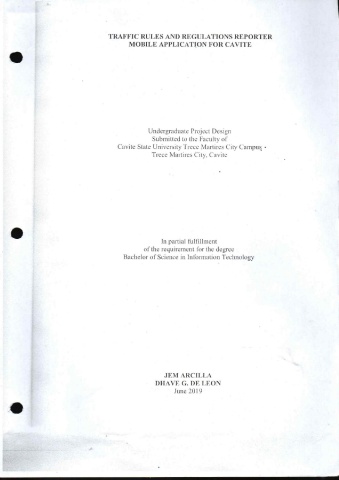 TRAFFIC RULES AND REGULATIONS REPORTER
MOBILE APPLICATION FOR CAVITE
Undergraduate Project Design
Submitted to the Faculty of
Cavite State University Trece Martires City Campus
Trece Martires City, Cavite
In partial fulfillment
of the requirement for the degree
Bachelor of Science in Information Technology
JEM ARCILLA
DHAVE G. DE LEON
June 2019